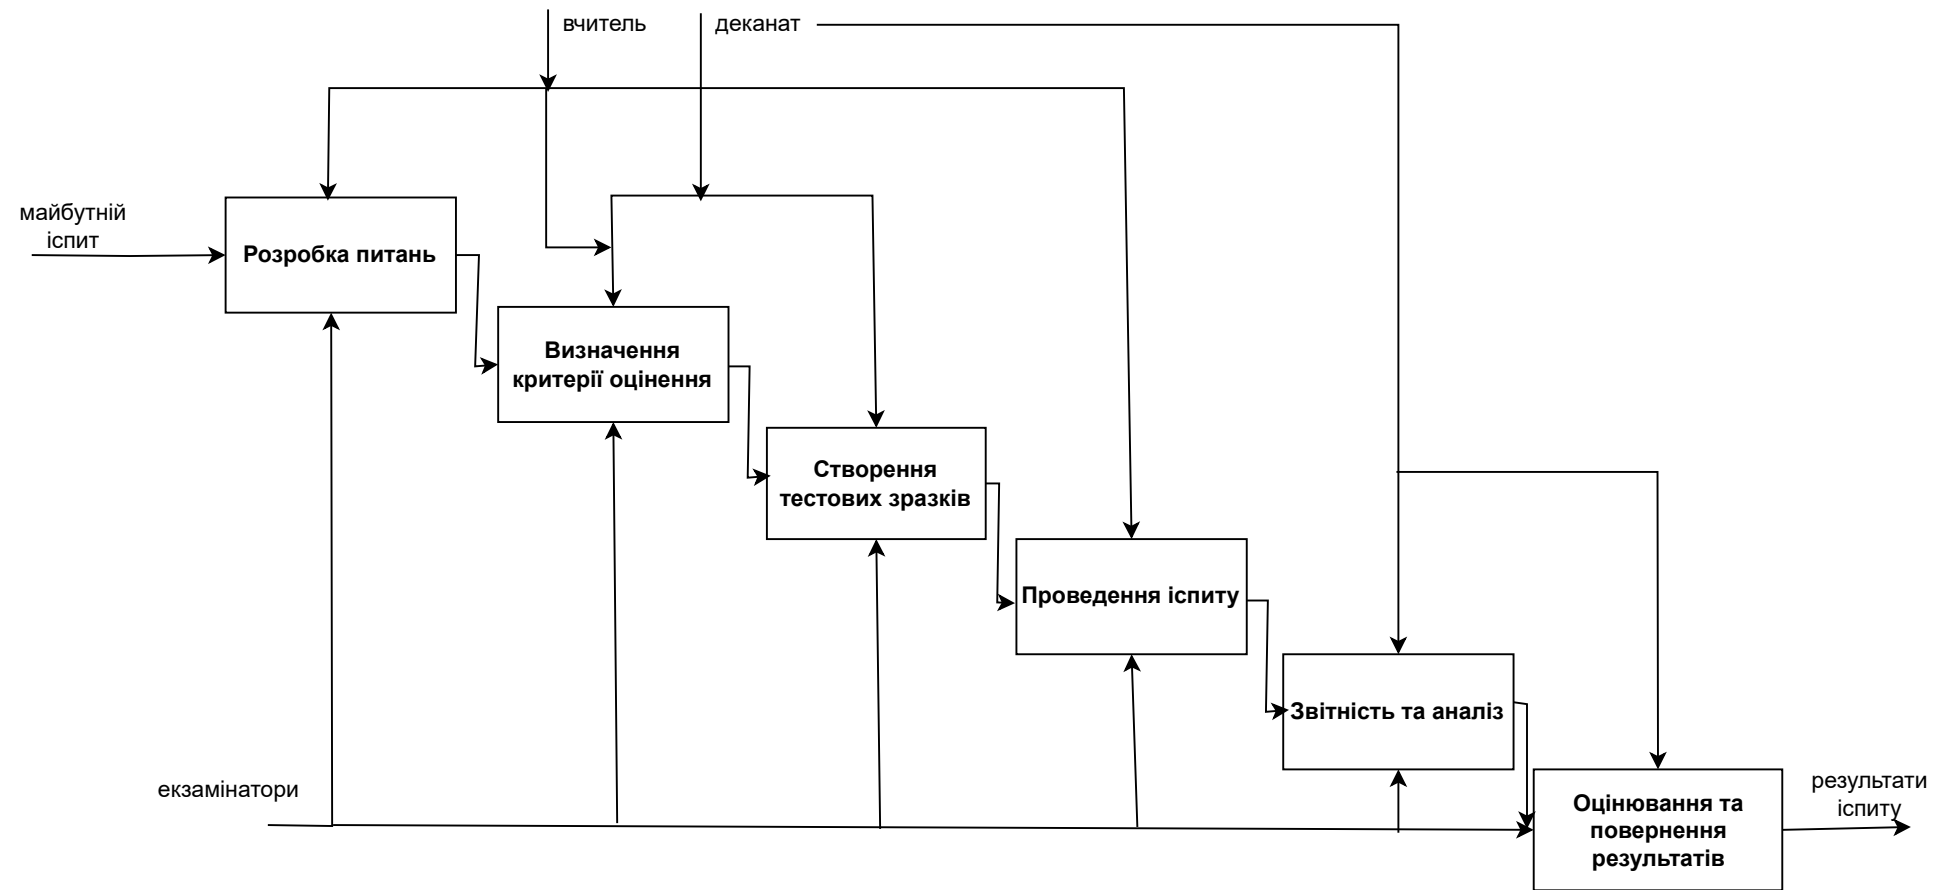 вчитель
деканат
майбутній
іспит
Розробка питань
Визначення
критерії оцінення
Створення
тестових зразків
Проведення іспиту
Звітність та аналіз
екзамінатори
Оцінювання та
повернення
результатів
результати
іспиту